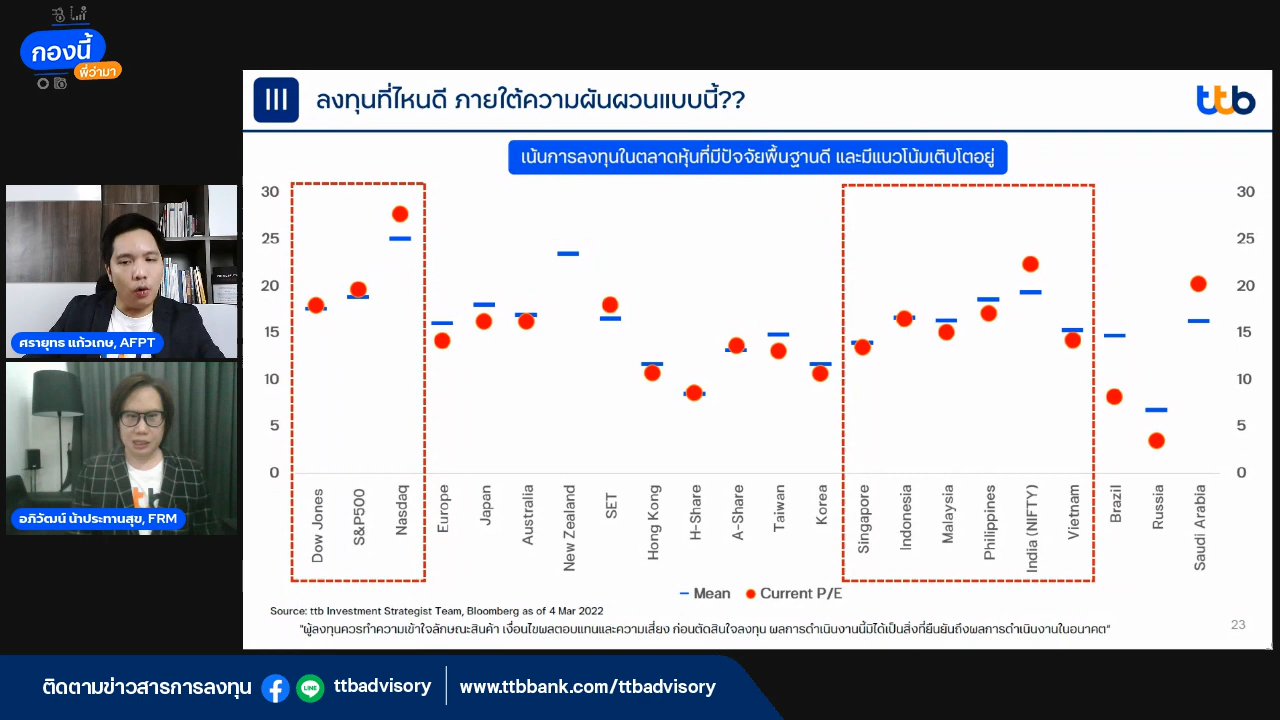 กองนี้
พี่ว่ามา
III
ลงทุนที่ไหนดี ภายใต้ความผันผวนแบบนี้??
ttb
เน้นการลงทุนในตลาดหุ้นที่มีปัจจัยพื้นฐานดี และมีแนวโน้มเติบโตอยู่
30
25
20
15
10
5
0
30
25
20
15
10
5
0
Dow Jones
S&P500
Nasdaq
Europe
Japan
Australia
New Zealand
SET
Hong Kong
H-Share
A-Share
Taiwan
Korea
Singapore
Indonesia
Malaysia
Philippines
India (NIFTY)
Vietnam
Brazil
Russia
Saudi Arabia
Mean
Current P/E
Source: ttb Investment Strategist Team, Bloomberg as of 4 Mar 2022
"ผู้ลงทุนควรทำความเข้าใจลักษณะสินค้า เงื่อนไขผลตอบแทนและความเสี่ยง ก่อนตัดสินใจลงทุน ผลการดำเนินงานนี้มิได้เป็นสิ่งที่ยืนยันถึงผลการดำเนินงานในอนาคต"
23
ศรายุทธ แก้วเกษ, AFPT
อภิวัฒน์ น้าประทานสุข, FRM
ติดตามข่าวสารการลงทุน
LINE
ttbadvisory
www.ttbbank.com/ttbadvisory